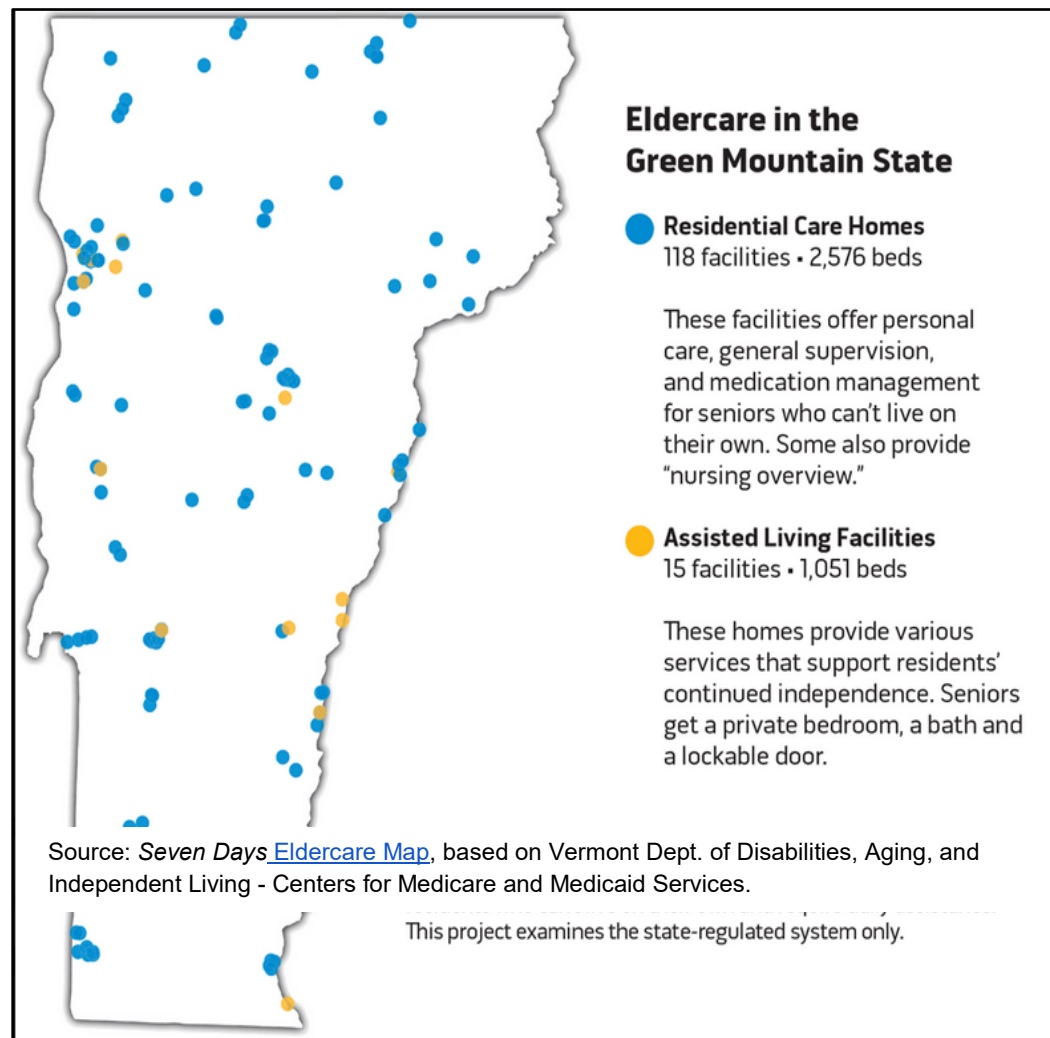 Eldercare in the
Green Mountain State
Residential Care Homes
118 facilities • 2,576 beds
These facilities offer personal
care, general supervision,
and medication management
for seniors who can't live on
their own. Some also provide
“nursing overview.”
Assisted Living Facilities
15 facilities • 1,051 beds
These homes provide various
services that support residents’
continued independence. Seniors
get a private bedroom, a bath and
a lockable door.
Source: Seven Days Eldercare Map, based on Vermont Dept. of Disabilities, Aging, and
Independent Living - Centers for Medicare and Medicaid Services.
This project examines the state-regulated system only.